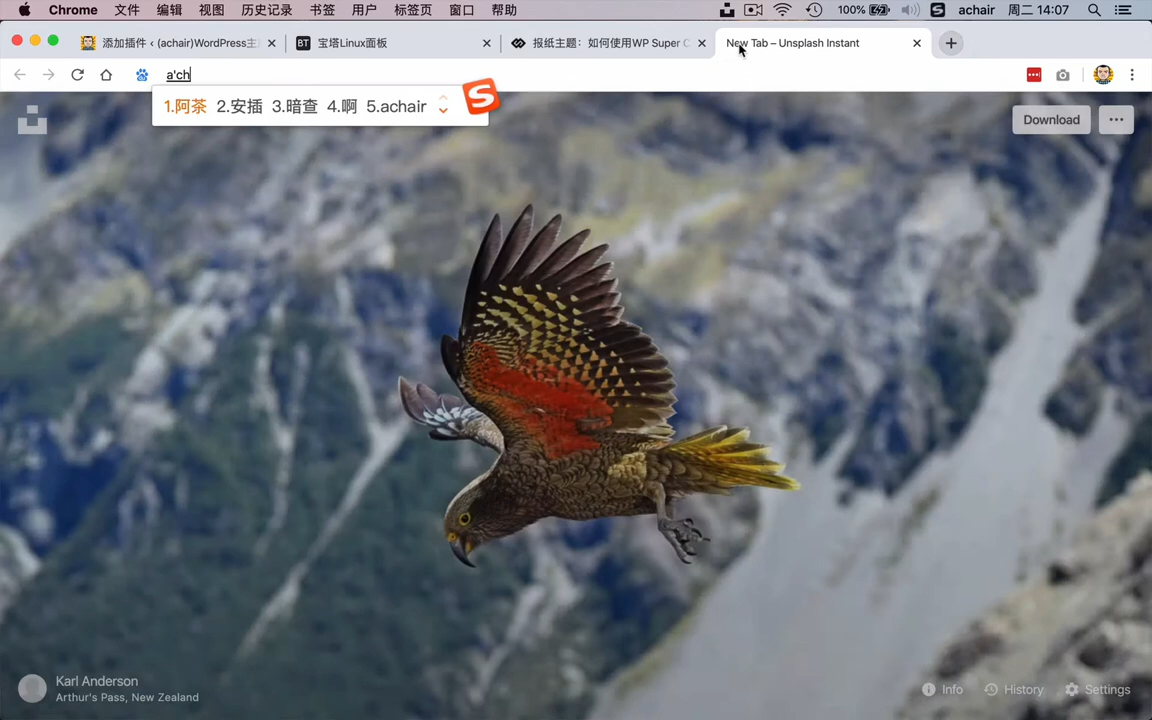 Chrome 文件 编辑 视图 历史记录 书签 用户 标签页 窗口 帮助 100% achair 周二 14:07
添加插件 ‹ (achair)WordPress主
BT 宝塔Linux面板
报纸主题：如何使用WP Super C
New Tab – Unsplash Instant
a'ch
1.阿茶 2.安插 3.暗查 4.啊 5.achair
Download
Karl Anderson
Arthur's Pass, New Zealand
Info History Settings